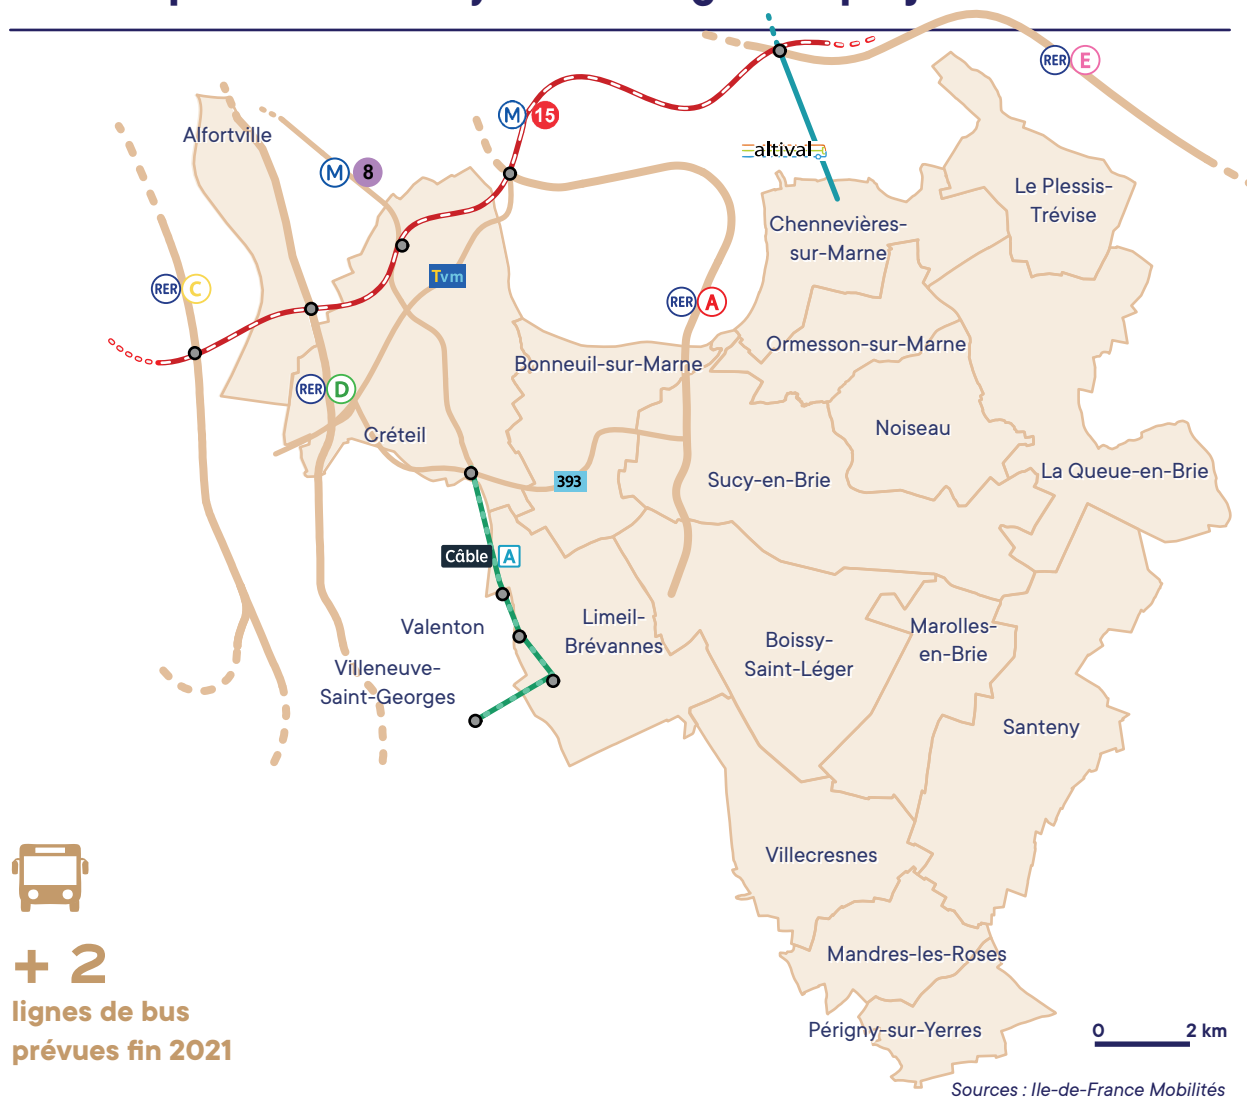 RER E
M 15
Alfortville
altival
M 8
Le Plessis-
Trévise
Chennevières-
sur-Marne
Tvm
RER C
RER A
Ormesson-sur-Marne
Bonneuil-sur-Marne
RER D
Noiseau
Créteil
La Queue-en-Brie
Sucy-en-Brie
393
Câble A
Limeil-
Brévannes
Valenton
Marolles-
en-Brie
Boissy-
Saint-Léger
Villeneuve-
Saint-Georges
Santeny
Villecresnes
+ 2
lignes de bus
prévues fin 2021
Mandres-les-Roses
Périgny-sur-Yerres
0 2 km
Sources : Ile-de-France Mobilités